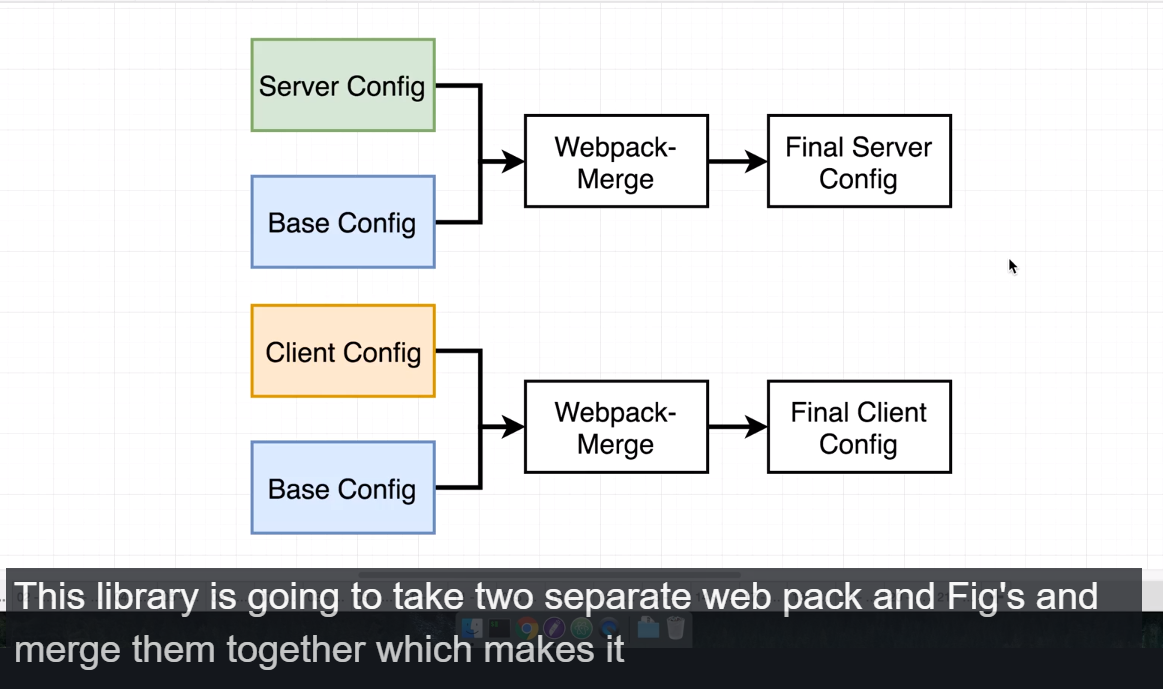 Server Config
Base Config
Webpack-
Merge
Final Server
Config
Client Config
Base Config
Webpack-
Merge
Final Client
Config
This library is going to take two separate web pack and Fig's and
merge them together which makes it